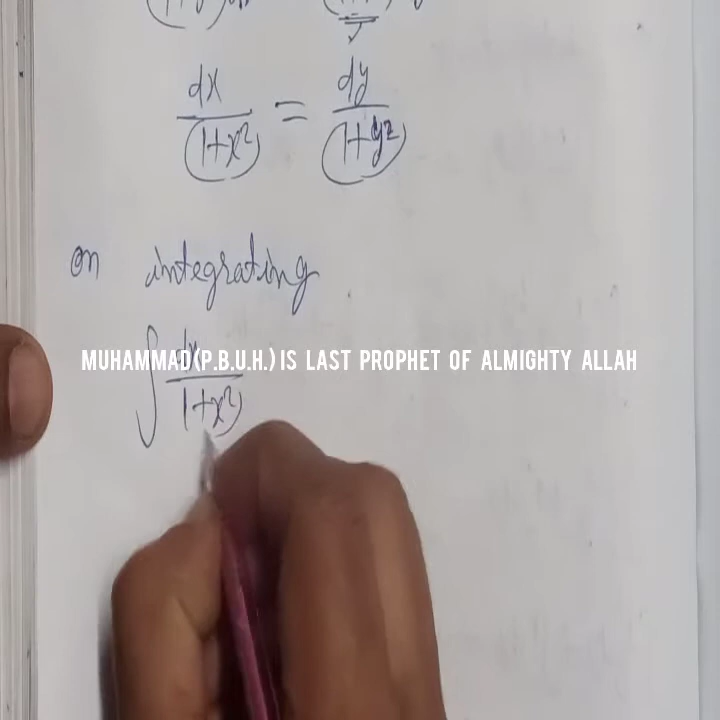 dx/(1+x²) = dy/(1+y²)
on integrating
∫ dx/(1+x²)
MUHAMMAD(P.B.U.H.) IS LAST PROPHET OF ALMIGHTY ALLAH